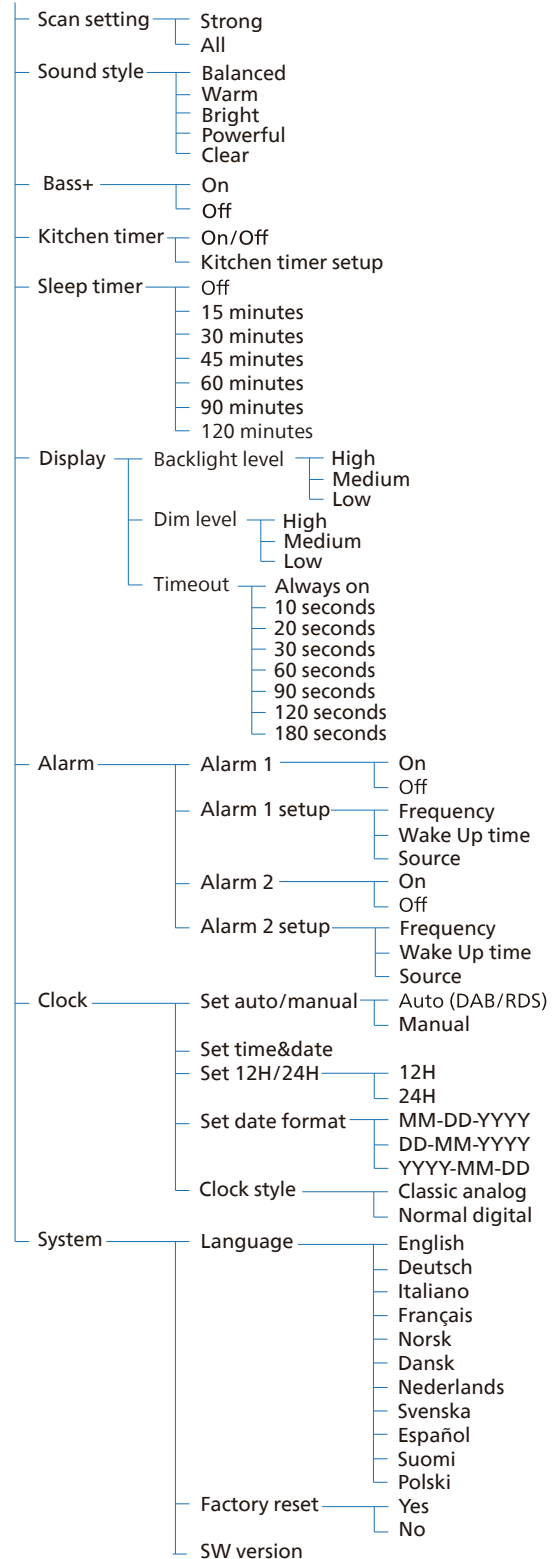 Scan setting Strong
All
Sound style Balanced
Warm
Bright
Powerful
Clear
Bass+ On
Off
Kitchen timer On/Off
Kitchen timer setup
Sleep timer Off
15 minutes
30 minutes
45 minutes
60 minutes
90 minutes
120 minutes
Display Backlight level High
Medium
Low
Dim level High
Medium
Low
Timeout Always on
10 seconds
20 seconds
30 seconds
60 seconds
90 seconds
120 seconds
180 seconds
Alarm Alarm 1 On
Off
Alarm 1 setup Frequency
Wake Up time
Source
Alarm 2 On
Off
Alarm 2 setup Frequency
Wake Up time
Source
Clock Set auto/manual Auto (DAB/RDS)
Manual
Set time&date
Set 12H/24H 12H
24H
Set date format MM-DD-YYYY
DD-MM-YYYY
YYYY-MM-DD
Clock style Classic analog
Normal digital
System Language English
Deutsch
Italiano
Français
Norsk
Dansk
Nederlands
Svenska
Español
Suomi
Polski
Factory reset Yes
No
SW version